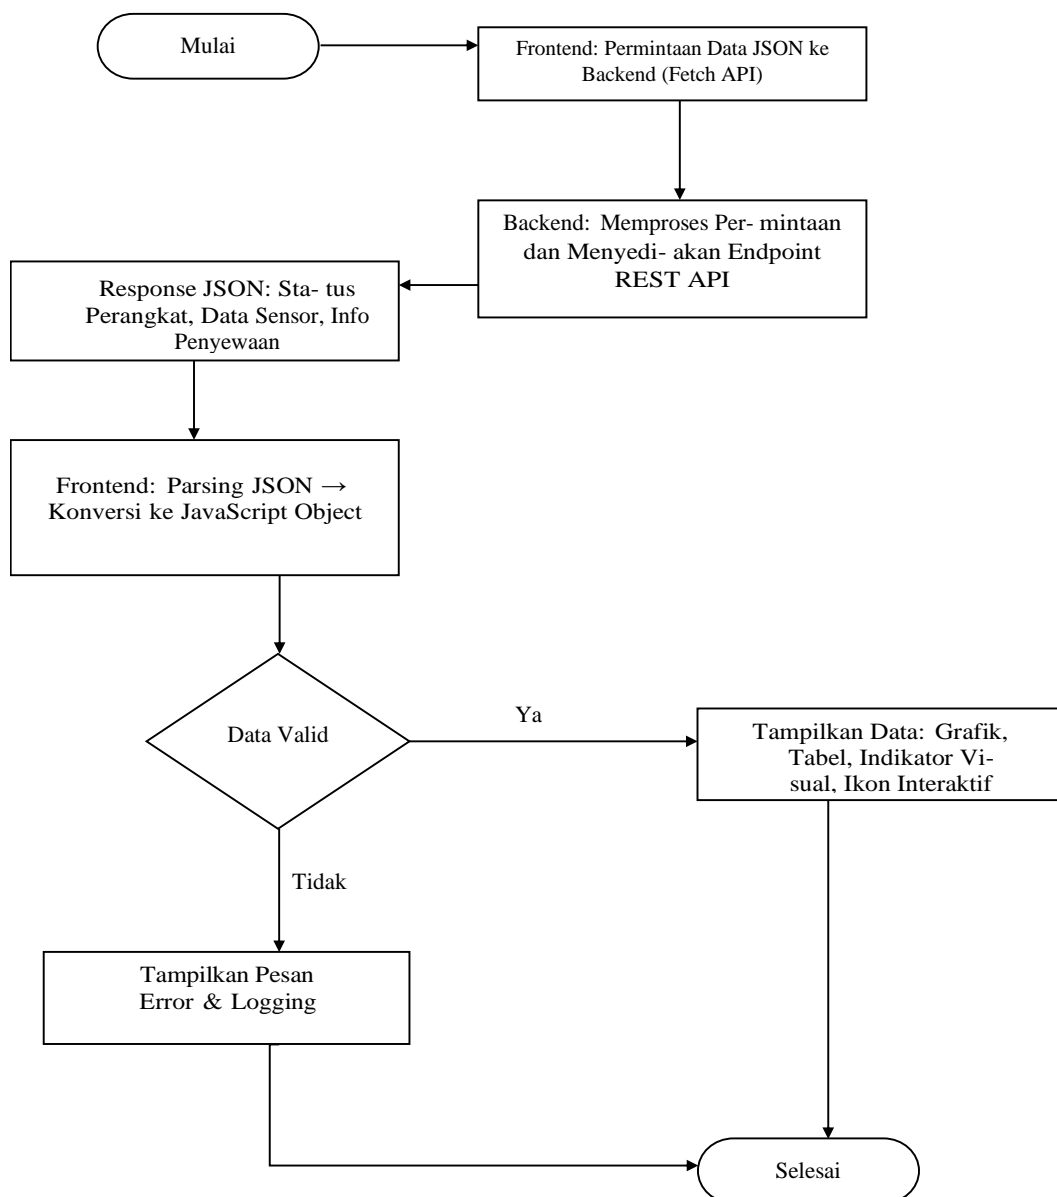 Mulai
Frontend: Permintaan Data JSON ke
Backend (Fetch API)
Backend: Memproses Per- mintaan
dan Menyedi- akan Endpoint
REST API
Response JSON: Sta- tus
Perangkat, Data Sensor, Info
Penyewaan
Frontend: Parsing JSON →
Konversi ke JavaScript Object
Data Valid
Ya
Tampilkan Data: Grafik,
Tabel, Indikator Vi-
sual, Ikon Interaktif
Tidak
Tampilkan Pesan
Error & Logging
Selesai